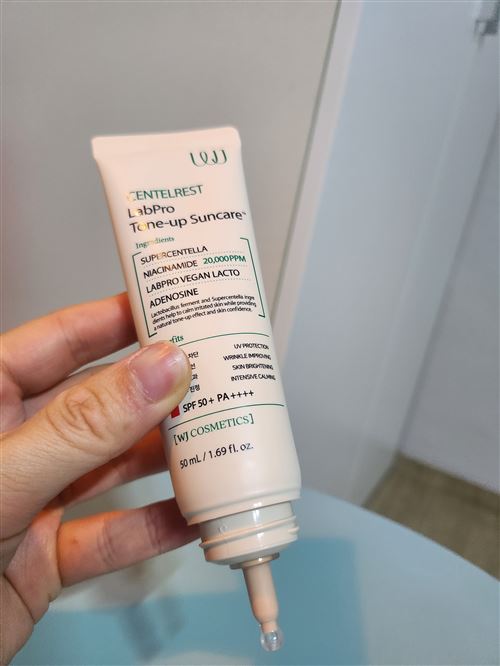 CENTELREST
LabPro
Tone-up Suncare™
Ingredients
SUPERCENTELLA
NIACINAMIDE 20,000PPM
LABPRO VEGAN LACTO
ADENOSINE
Lactobacillus ferment and Supercentella ingre
dients help to calm irritated skin while providing
a natural tone-up effect and skin confidence.
UV PROTECTION
WRINKLE IMPROVING
SKIN BRIGHTENING
INTENSIVE CALMING
SPF 50+ PA++++
[WJ COSMETICS]
50 mL / 1.69 fl. oz.